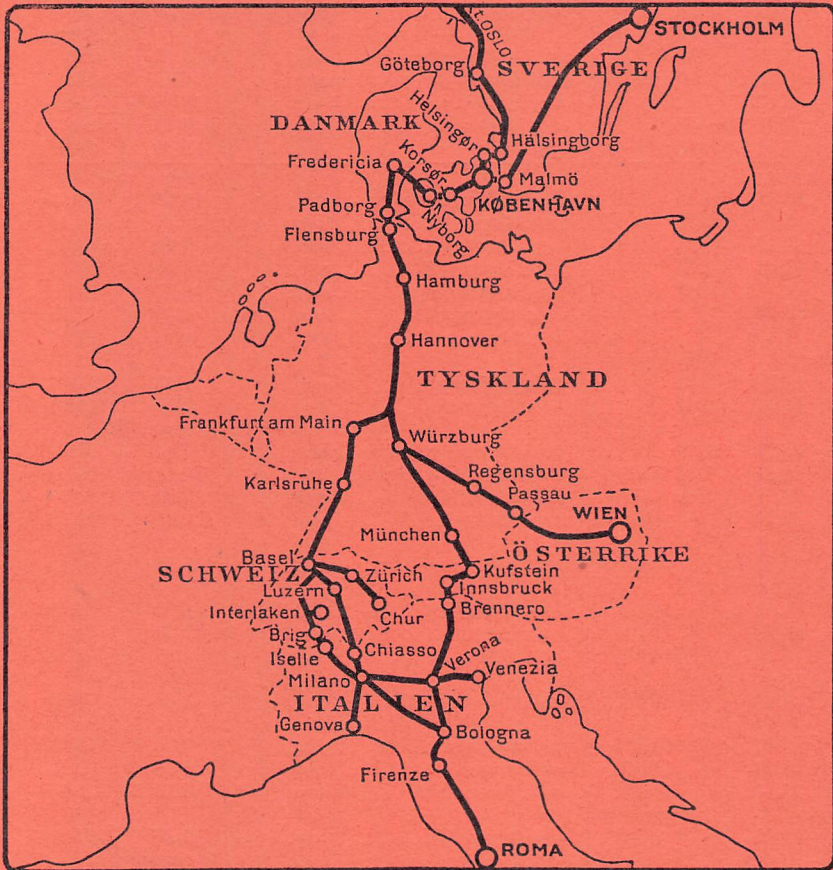 t. OSLO
STOCKHOLM
Göteborg
SVERIGE
DANMARK
Helsingør
Hälsingborg
Fredericia
Korsør
Malmö
Padborg
KØBENHAVN
Nyborg
Flensburg
Hamburg
Hannover
TYSKLAND
Frankfurt am Main
Würzburg
Karlsruhe
Regensburg
Passau
WIEN
München
ÖSTERRIKE
Basel
SCHWEIZ
Zürich
Kufstein
Luzern
Innsbruck
Interlaken
Chur
Brennero
Brig
Iselle
Chiasso
Verona
Venezia
Milano
ITALIEN
Genova
Bologna
Firenze
ROMA